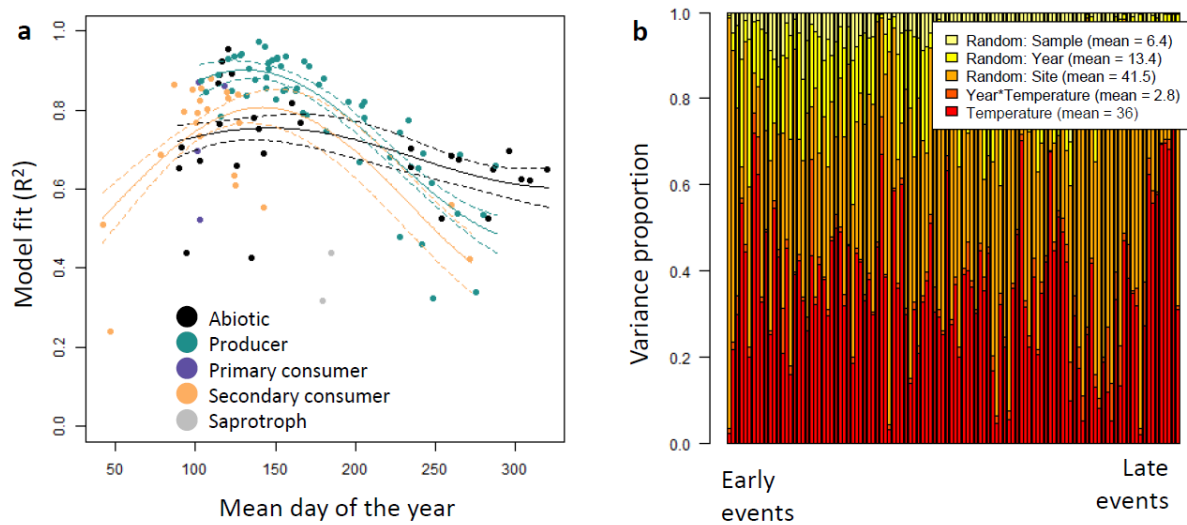 a
Model fit (R²)
1.0
0.8
0.6
0.4
0.2
0.0
Abiotic
Producer
Primary consumer
Secondary consumer
Saprotroph
50 100 150 200 250 300
Mean day of the year
b
Variance proportion
1.0
0.8
0.6
0.4
0.2
0.0
Random: Sample (mean = 6.4)
Random: Year (mean = 13.4)
Random: Site (mean = 41.5)
Year*Temperature (mean = 2.8)
Temperature (mean = 36)
Early
events
Late
events